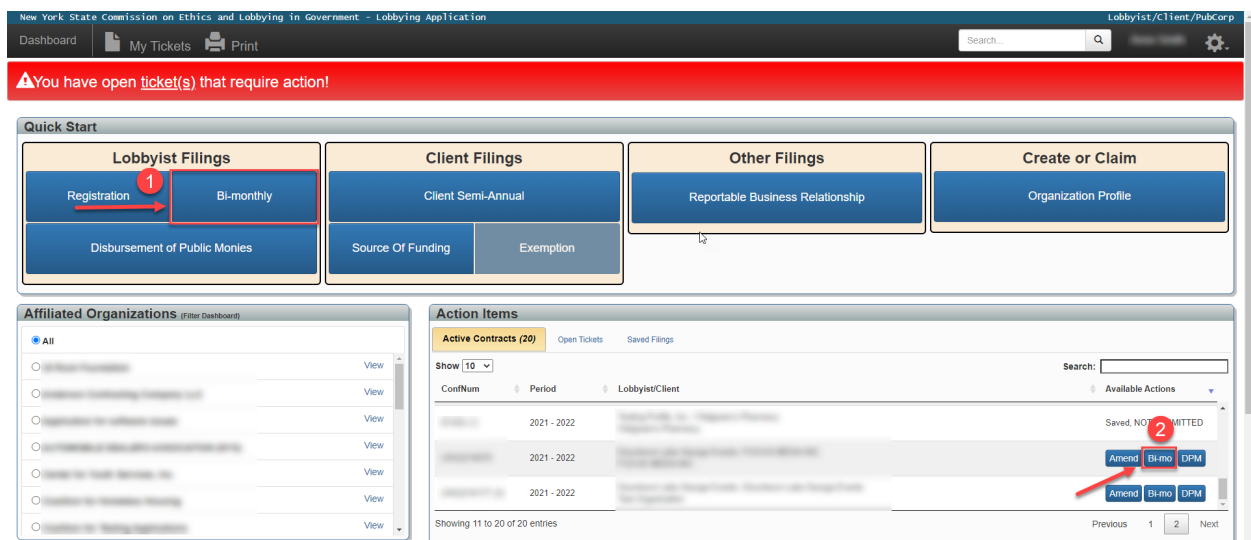 New York State Commission on Ethics and Lobbying in Government - Lobbying Application
Lobbyist/Client/PubCorp
Dashboard
My Tickets
Print
Search...
You have open ticket(s) that require action!
Quick Start
Lobbyist Filings
Client Filings
Other Filings
Create or Claim
1
Registration
Bi-monthly
Client Semi-Annual
Reportable Business Relationship
Organization Profile
Disbursement of Public Monies
Source Of Funding
Exemption
Affiliated Organizations (Filter Dashboard)
All
View
View
View
View
View
View
View
Action Items
Active Contracts (20)
Open Tickets
Saved Filings
Show 10
Search:
ConfNum
Period
Lobbyist/Client
Available Actions
2021 - 2022
Saved, NOT
2
2021 - 2022
Amend
Bi-mo
DPM
2021 - 2022
Amend
Bi-mo
DPM
Showing 11 to 20 of 20 entries
Previous
1
2
Next